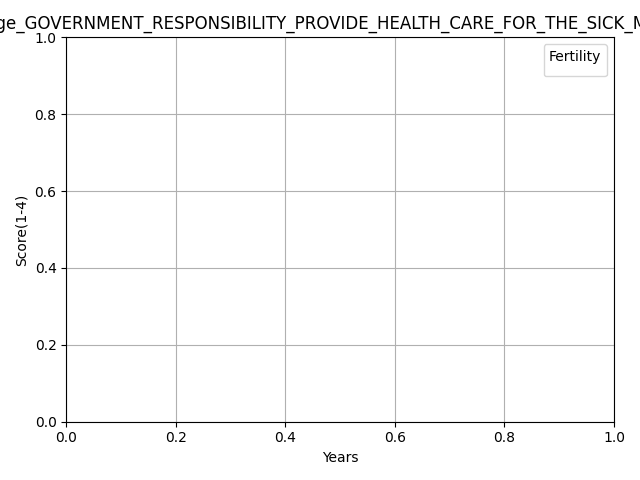 ge_GOVERNMENT_RESPONSIBILITY_PROVIDE_HEALTH_CARE_FOR_THE_SICK_M
Fertility
1.0
0.8
0.6
0.4
0.2
0.0
Score(1-4)
0.0 0.2 0.4 0.6 0.8 1.0
Years